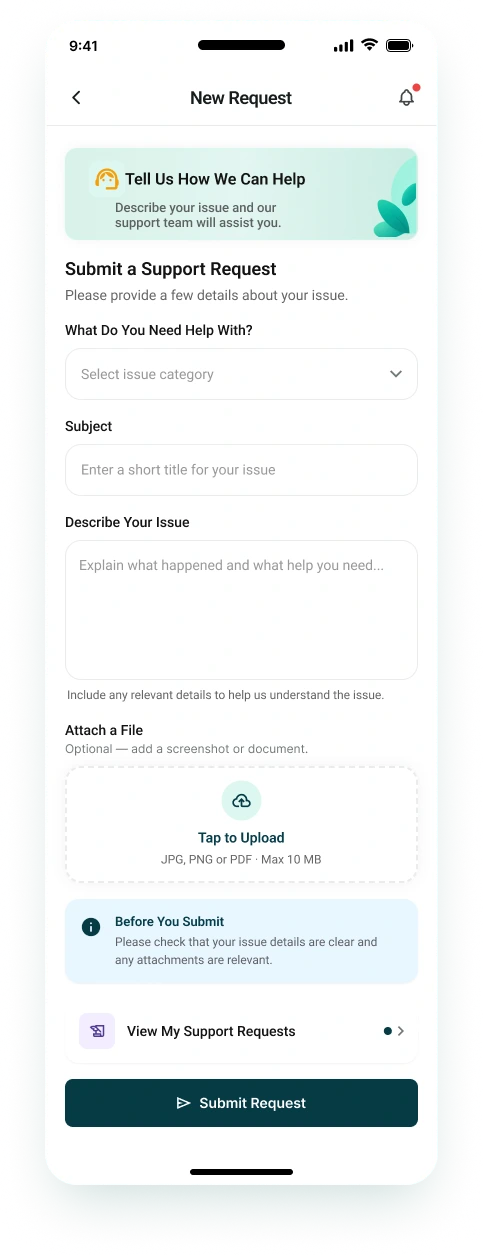 9:41
New Request
Tell Us How We Can Help
Describe your issue and our
support team will assist you.
Submit a Support Request
Please provide a few details about your issue.
What Do You Need Help With?
Select issue category
Subject
Enter a short title for your issue
Describe Your Issue
Explain what happened and what help you need...
Include any relevant details to help us understand the issue.
Attach a File
Optional — add a screenshot or document.
Tap to Upload
JPG, PNG or PDF · Max 10 MB
Before You Submit
Please check that your issue details are clear and
any attachments are relevant.
View My Support Requests
Submit Request